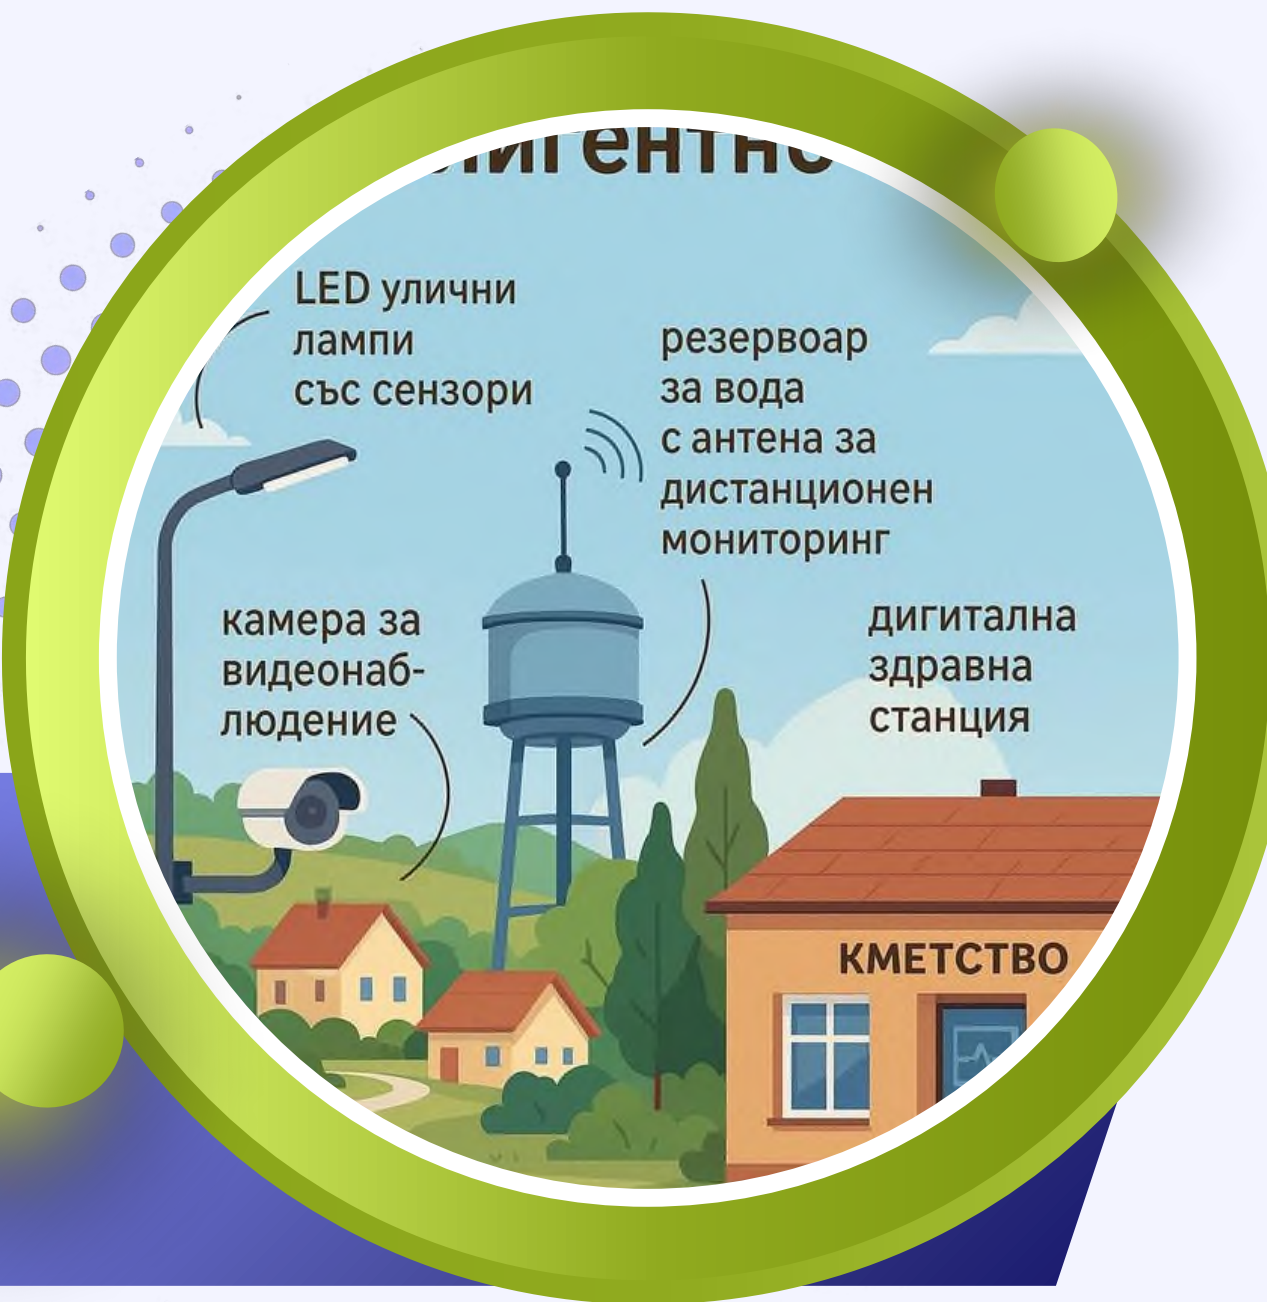 LED улични
лампи
със сензори
резервоар
за вода
с антена за
дистанционен
мониторинг
камера за
видеонаб-
людение
дигитална
здравна
станция
КМЕТСТВО